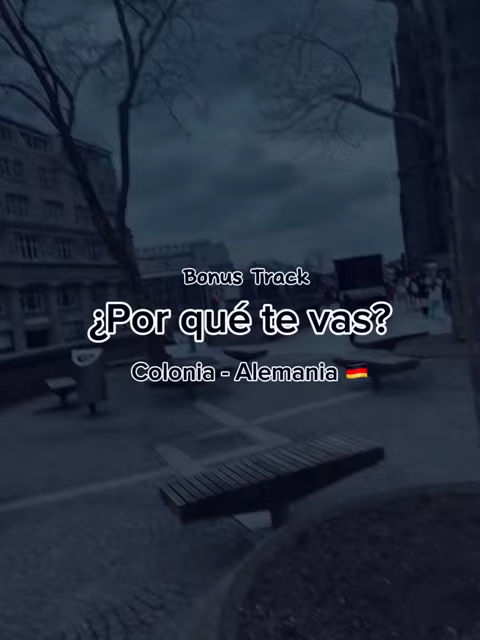 Bonus Track
¿Por qué te vas?
Colonia - Alemania 🇩🇪